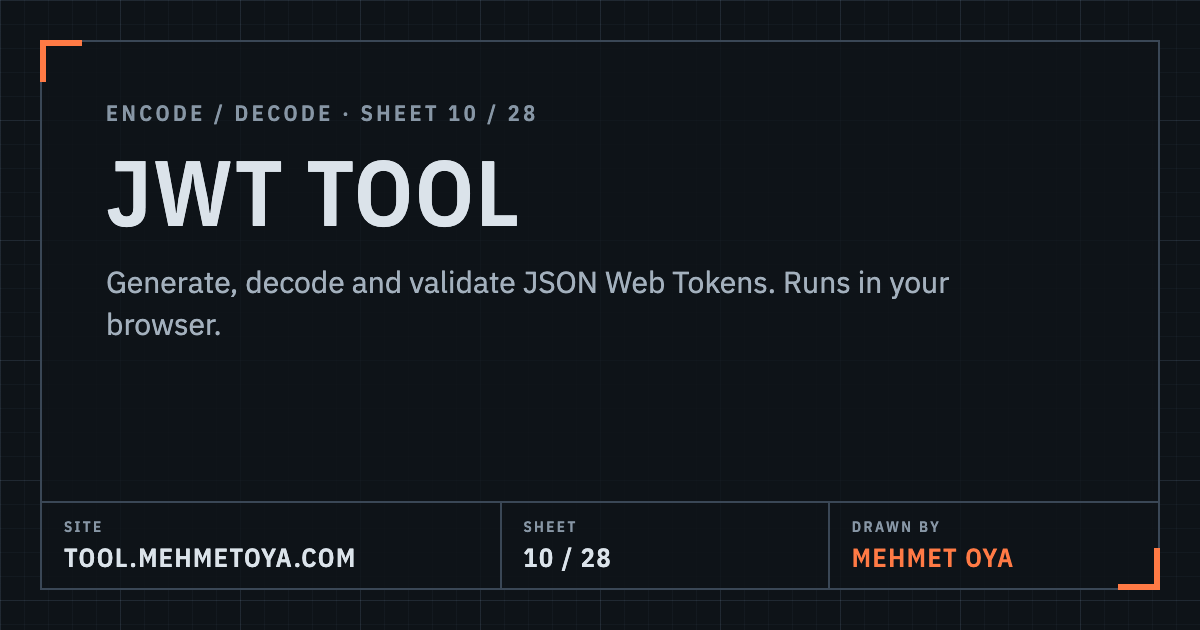 ENCODE / DECODE · SHEET 10 / 28
JWT TOOL
Generate, decode and validate JSON Web Tokens. Runs in your
browser.
SITE
TOOL.MEHMETOYA.COM
SHEET
10 / 28
DRAWN BY
MEHMET OYA